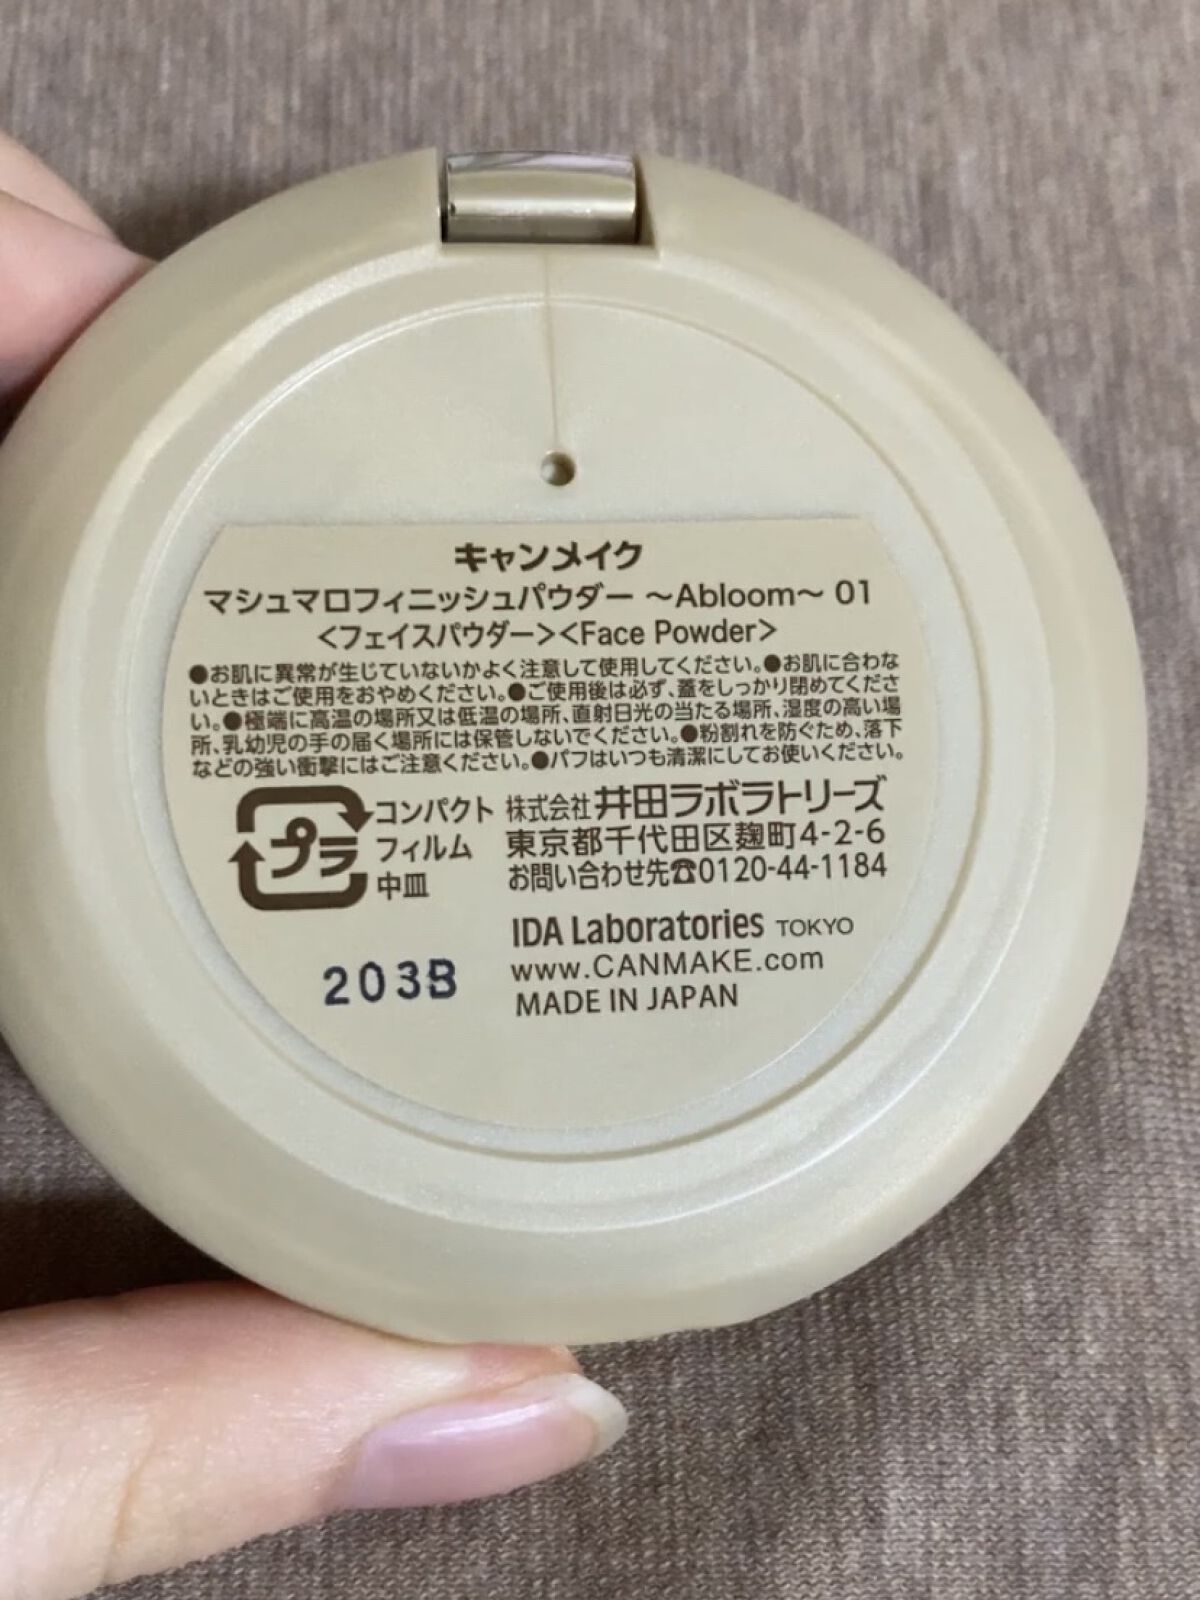 キャンメイク
マシュマロフィニッシュパウダー ～Abloom～ 01
<フェイスパウダー><Face Powder>
●お肌に異常が生じていないかよく注意して使用してください。●お肌に合わな
いときはご使用をおやめください。●ご使用後は必ず、蓋をしっかり閉めてくださ
い。●極端に高温の場所又は低温の場所、直射日光の当たる場所、湿度の高い場
所、乳幼児の手の届く場所には保管しないでください。●粉割れを防ぐため、落下
などの強い衝撃にはご注意ください。●パフはいつも清潔にしてお使いください。
プラ
コンパクト
フィルム
中皿
株式会社 井田ラボラトリーズ
東京都千代田区麹町4-2-6
お問い合わせ先☎0120-44-1184
IDA Laboratories TOKYO
www.CANMAKE.com
MADE IN JAPAN
203B